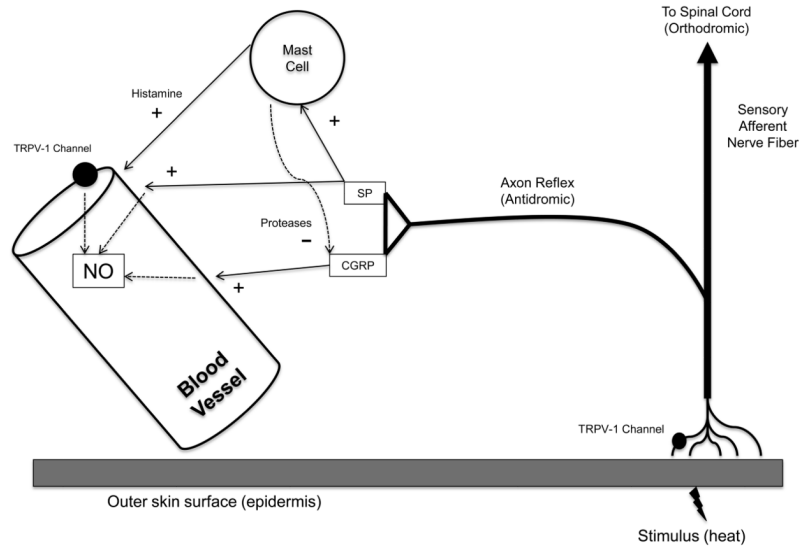 To Spinal Cord
(Orthodromic)
Mast
Cell
Histamine
+
+
Sensory
Afferent
Nerve Fiber
TRPV-1 Channel
+
SP
Axon Reflex
(Antidromic)
Proteases
–
NO
CGRP
+
Blood
Vessel
TRPV-1 Channel
Outer skin surface (epidermis)
Stimulus (heat)